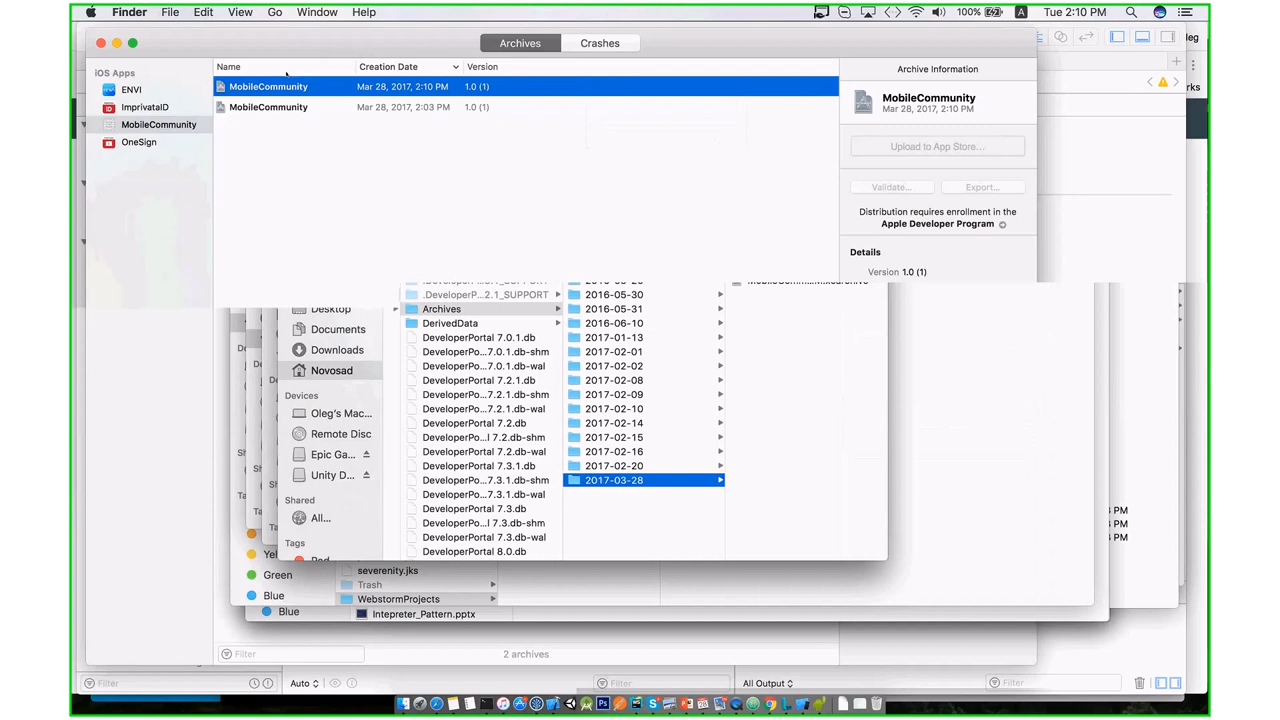 Finder File Edit View Go Window Help
100% A Tue 2:10 PM
Archives Crashes
iOS Apps
ENVI
ImprivataID
MobileCommunity
OneSign
Name Creation Date Version
MobileCommunity Mar 28, 2017, 2:10 PM 1.0 (1)
MobileCommunity Mar 28, 2017, 2:03 PM 1.0 (1)
Archive Information
MobileCommunity
Mar 28, 2017, 2:10 PM
Upload to App Store...
Validate... Export...
Distribution requires enrollment in the
Apple Developer Program
Details
Version 1.0 (1)
Desktop
Documents
Downloads
Novosad
Devices
Oleg's Mac...
Remote Disc
Epic Ga...
Unity D...
Shared
All...
Tags
Red
.DeveloperP...2.1_SUPPORT
Archives
DerivedData
DeveloperPortal 7.0.1.db
DeveloperPo...7.0.1.db-shm
DeveloperPo...7.0.1.db-wal
DeveloperPortal 7.2.1.db
DeveloperPo...7.2.1.db-shm
DeveloperPo...7.2.1.db-wal
DeveloperPortal 7.2.db
DeveloperPo...l 7.2.db-shm
DeveloperPortal 7.2.db-wal
DeveloperPortal 7.3.1.db
DeveloperPo...7.3.1.db-shm
DeveloperPo...7.3.1.db-wal
DeveloperPortal 7.3.db
DeveloperPo...l 7.3.db-shm
DeveloperPortal 7.3.db-wal
DeveloperPortal 8.0.db
2016-05-30
2016-05-31
2016-06-10
2017-01-13
2017-02-01
2017-02-02
2017-02-08
2017-02-09
2017-02-10
2017-02-14
2017-02-15
2017-02-16
2017-02-20
2017-03-28
Green
Blue
Blue
severenity.jks
Trash
WebstormProjects
Intepreter_Pattern.pptx
PM
PM
PM
Filter 2 archives
Filter Auto Filter All Output Filter